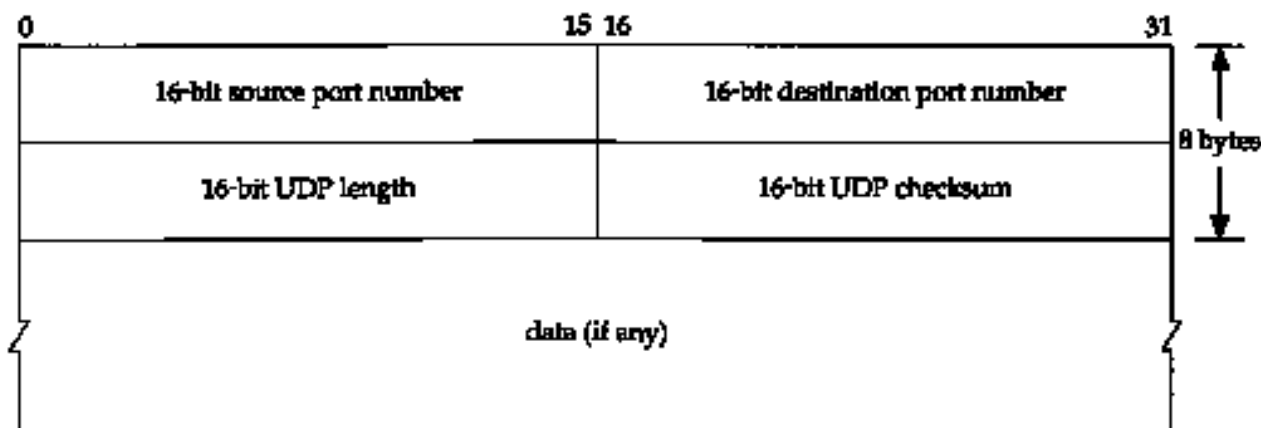 0 15 16 31
16-bit source port number 16-bit destination port number
8 bytes
16-bit UDP length 16-bit UDP checksum
data (if any)